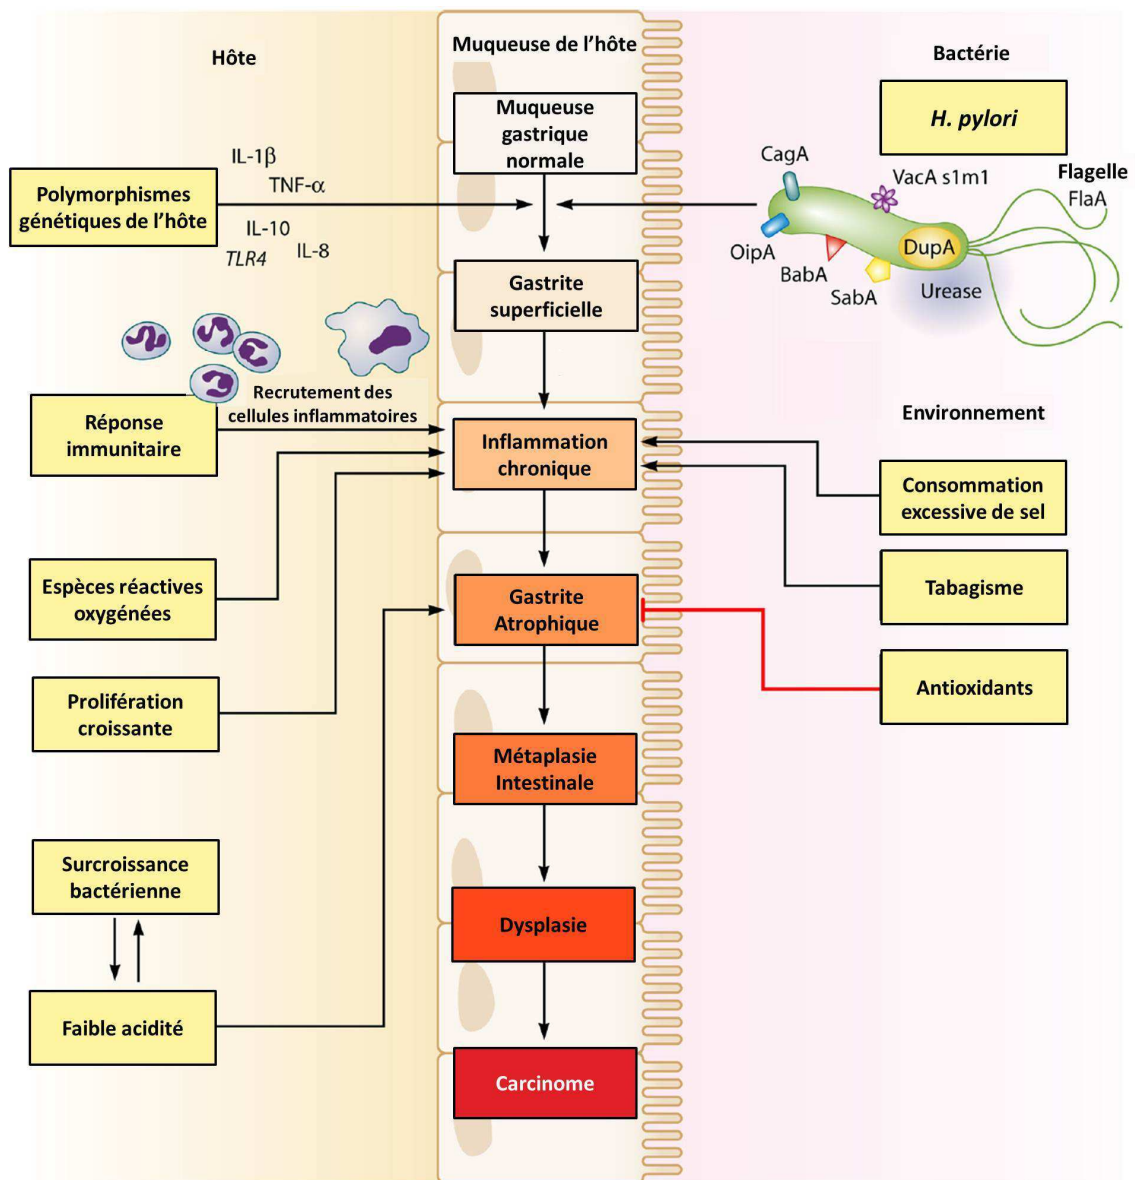 Hôte
Muqueuse de l’hôte
Bactérie
H. pylori
Muqueuse
gastrique
normale
Polymorphismes
génétiques de l’hôte
IL-1β
TNF-α
IL-10
TLR4
IL-8
CagA
VacA s1m1
Flagelle
FlaA
OipA
BabA
SabA
DupA
Urease
Gastrite
superficielle
Recrutement des
cellules inflammatoires
Réponse
immunitaire
Inflammation
chronique
Environnement
Consommation
excessive de sel
Espèces réactives
oxygénées
Gastrite
Atrophique
Tabagisme
Prolifération
croissante
Antioxidants
Métaplasie
Intestinale
Surcroissance
bactérienne
Dysplasie
Faible acidité
Carcinome